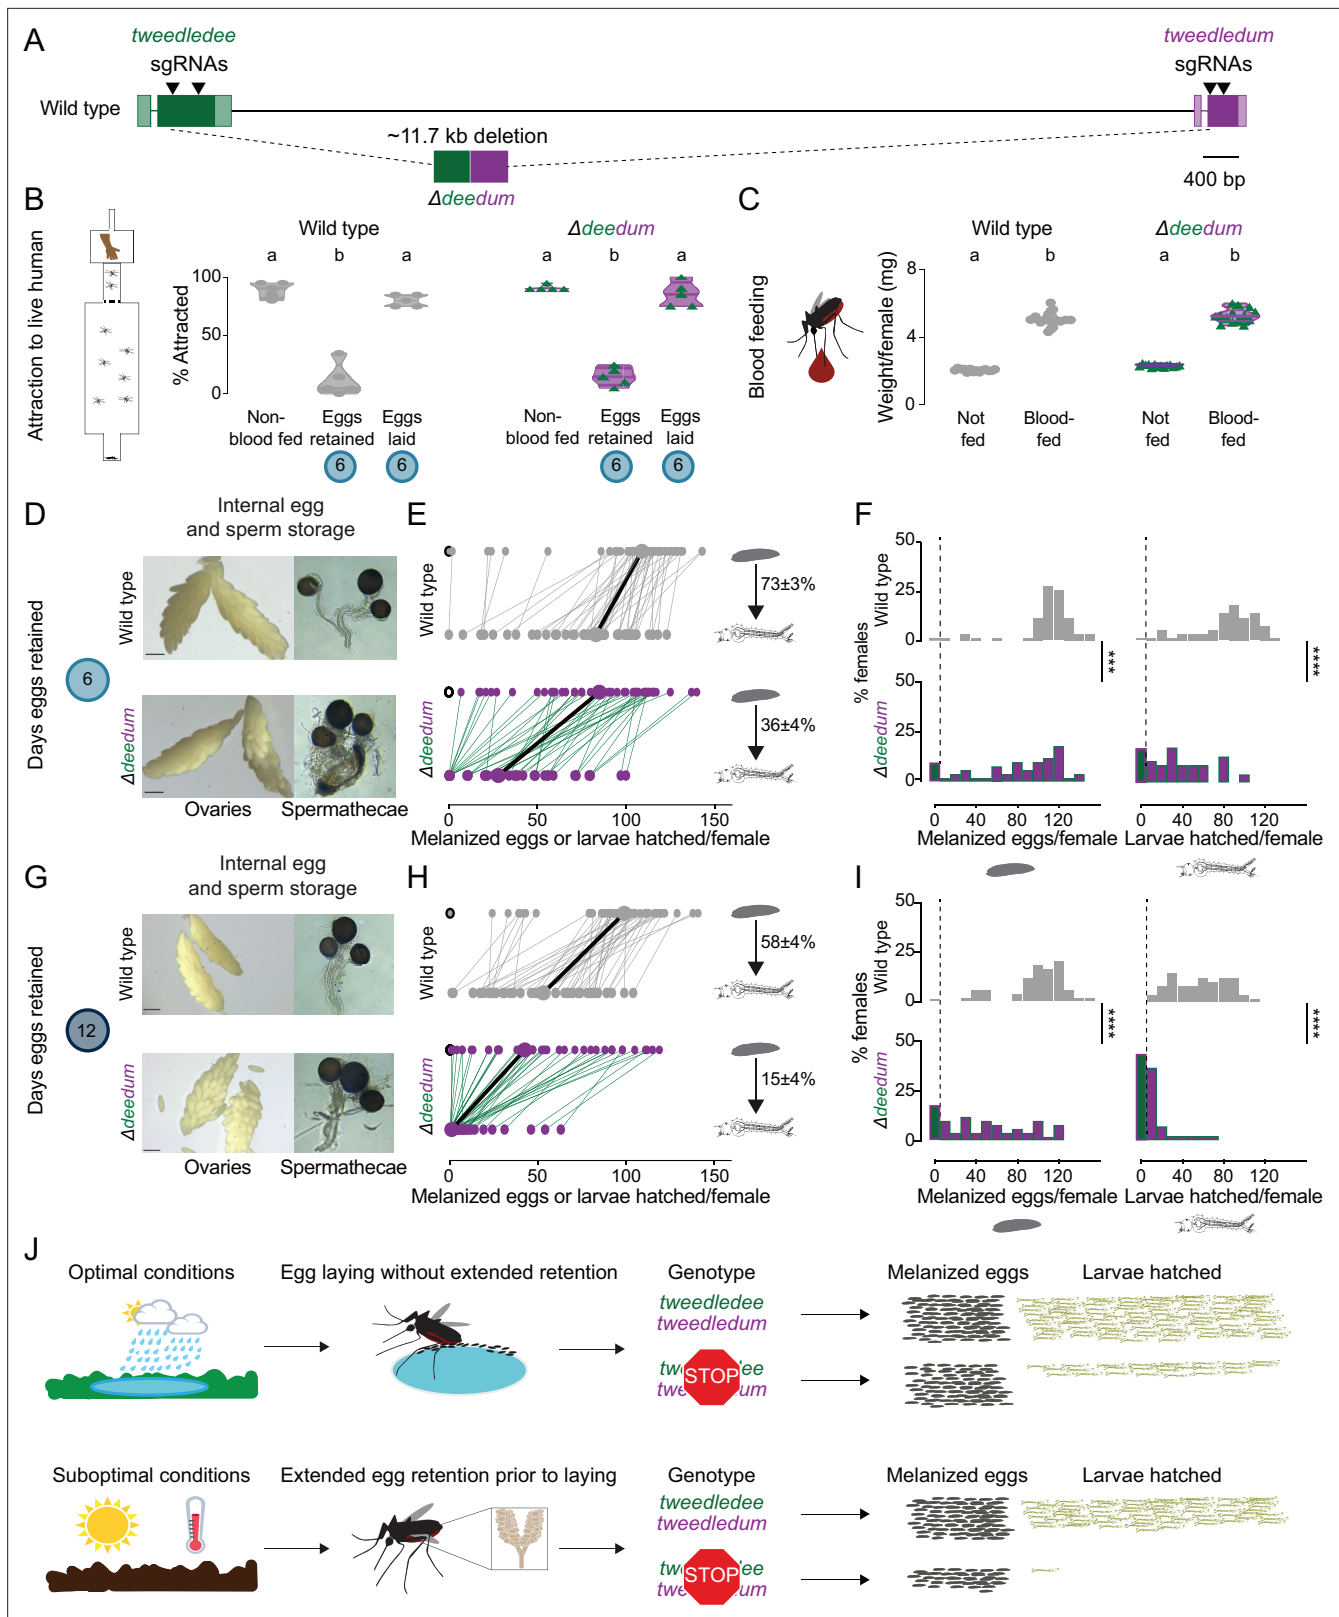 A
tweedledee
sgRNAs
tweedledum
sgRNAs
Wild type
~11.7 kb deletion
Δdeedum
400 bp
B
Attraction to live human
Wild type
Δdeedum
a b a a b a
% Attracted
100
50
0
Non-blood fed
Eggs retained
6
Eggs laid
6
Non-blood fed
Eggs retained
6
Eggs laid
6
C
Blood feeding
Wild type
Δdeedum
a b a b
Weight/female (mg)
8
4
2
0
Not fed
Blood-fed
Not fed
Blood-fed
D
Internal egg
and sperm storage
Days eggs retained
6
Wild type
Δdeedum
Ovaries
Spermathecae
E
Wild type
73±3%
Δdeedum
36±4%
0 50 100 150
Melanized eggs or larvae hatched/female
F
% females
Wild type
50
25
0
***
****
Δdeedum
50
25
0
0 40 80 120
Melanized eggs/female
0 40 80 120
Larvae hatched/female
G
Internal egg
and sperm storage
Days eggs retained
12
Wild type
Δdeedum
Ovaries
Spermathecae
H
Wild type
58±4%
Δdeedum
15±4%
0 50 100 150
Melanized eggs or larvae hatched/female
I
% females
Wild type
50
25
0
****
****
Δdeedum
50
25
0
0 40 80 120
Melanized eggs/female
0 40 80 120
Larvae hatched/female
J
Optimal conditions
Egg laying without extended retention
Genotype
Melanized eggs
Larvae hatched
tweedledee
tweedledum
STOP
Suboptimal conditions
Extended egg retention prior to laying
Genotype
Melanized eggs
Larvae hatched
tweedledee
tweedledum
STOP